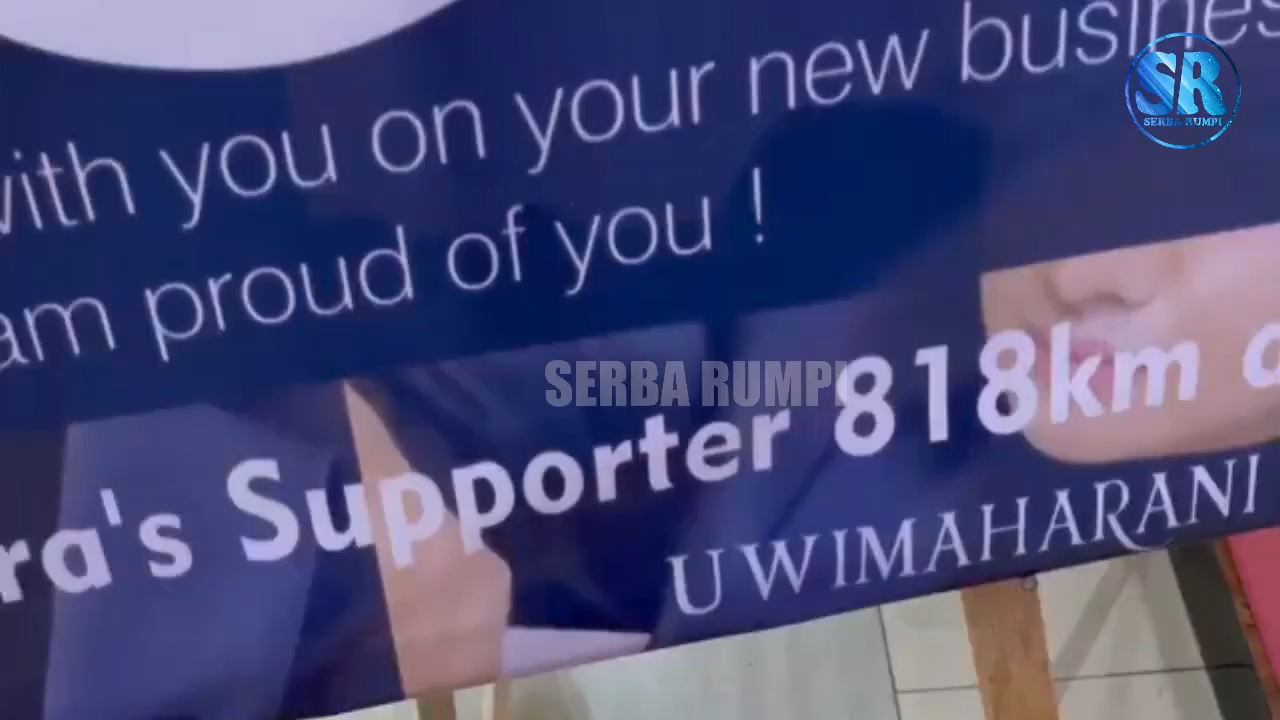 with you on your new busines
am proud of you !
ra's Supporter 818km
UWIMAHARANI
SR
SERBA RUMPI
SERBA RUMPI